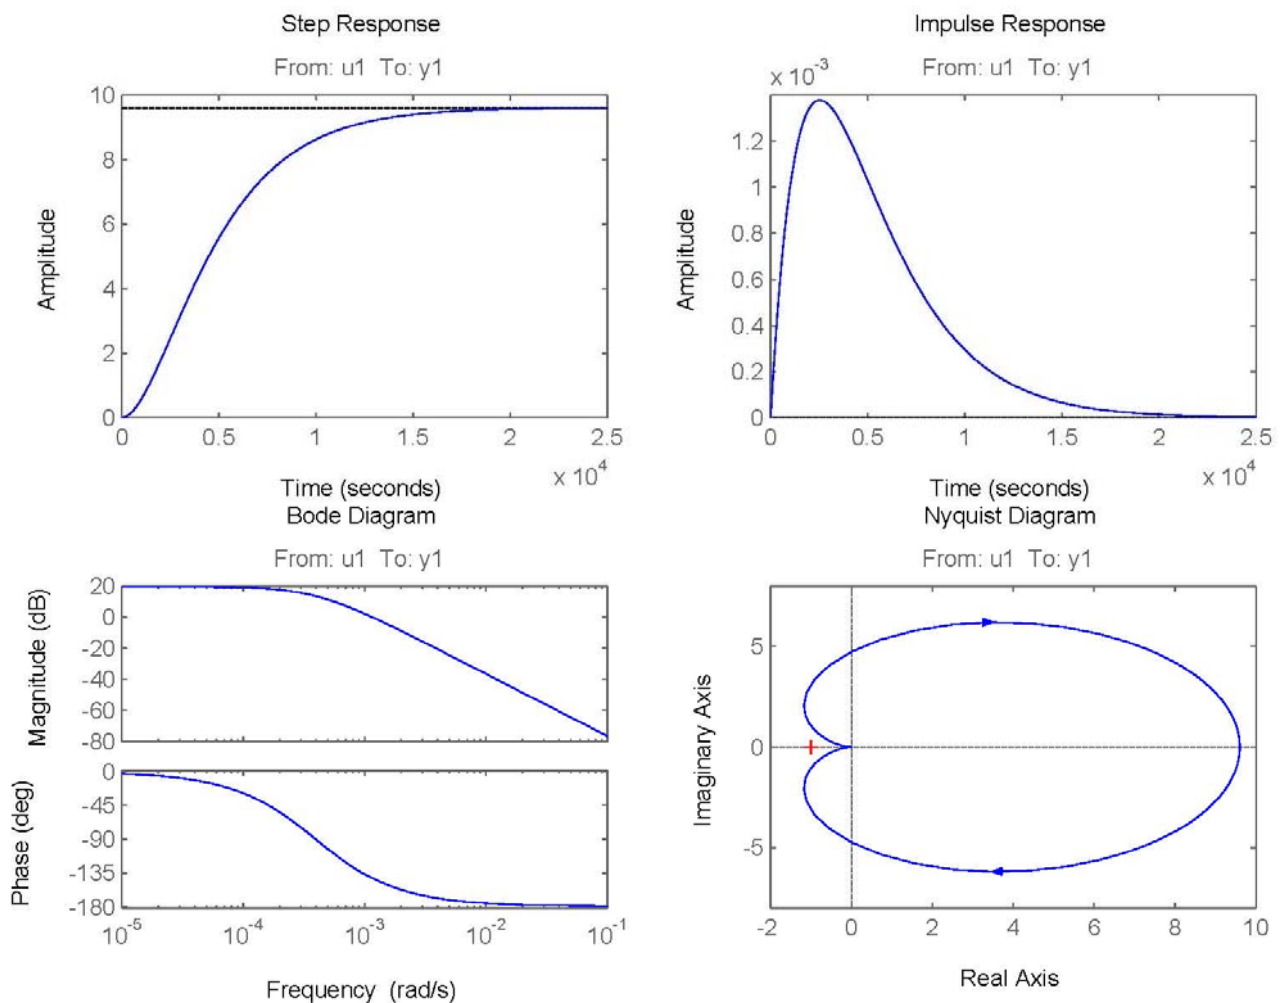 Step Response
From: u1 To: y1
Amplitude
10
8
6
4
2
0
0 0.5 1 1.5 2 2.5
x 10^4
Time (seconds)
Impulse Response
From: u1 To: y1
x 10^-3
Amplitude
1.2
1
0.8
0.6
0.4
0.2
0
0 0.5 1 1.5 2 2.5
x 10^4
Time (seconds)
Bode Diagram
From: u1 To: y1
Magnitude (dB)
20
0
-20
-40
-60
-80
Phase (deg)
0
-45
-90
-135
-180
10^-5 10^-4 10^-3 10^-2 10^-1
Frequency (rad/s)
Nyquist Diagram
From: u1 To: y1
Imaginary Axis
5
0
-5
-2 0 2 4 6 8 10
Real Axis